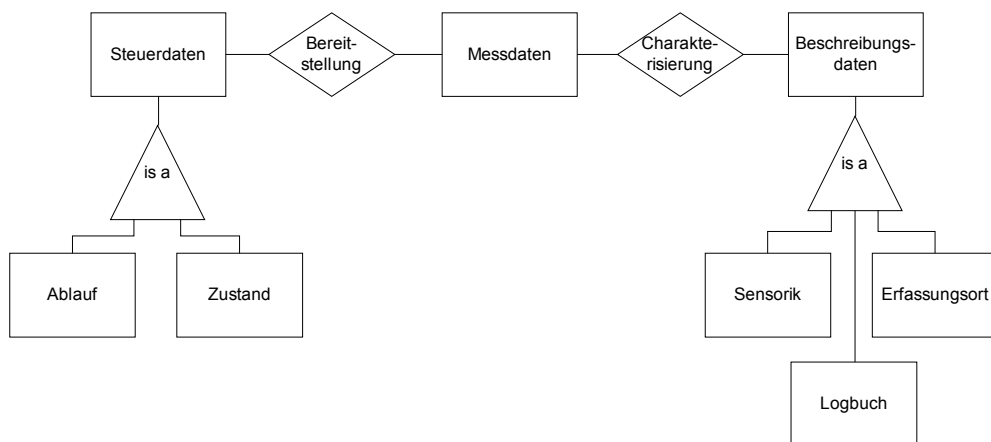 Steuerdaten
Bereit-
stellung
Messdaten
Charakte-
risierung
Beschreibungs-
daten
is a
is a
Ablauf
Zustand
Sensorik
Erfassungsort
Logbuch